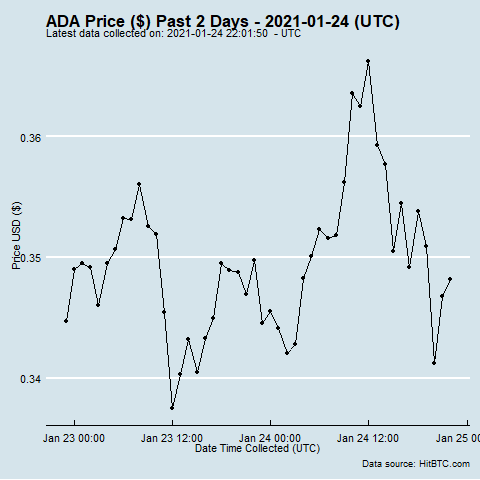 ADA Price ($) Past 2 Days - 2021-01-24 (UTC)
Latest data collected on: 2021-01-24 22:01:50 - UTC
0.36
0.35
0.34
Price USD ($)
Jan 23 00:00 Jan 23 12:00 Jan 24 00:00 Jan 24 12:00 Jan 25 00
Date Time Collected (UTC)
Data source: HitBTC.com